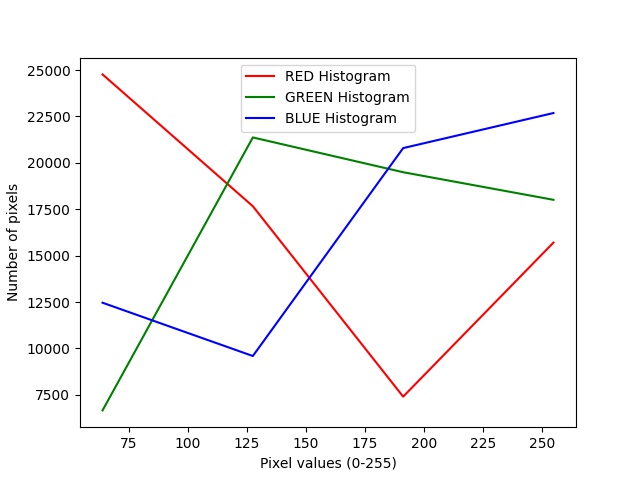 25000
22500
20000
17500
15000
12500
10000
7500
Number of pixels
RED Histogram
GREEN Histogram
BLUE Histogram
75 100 125 150 175 200 225 250
Pixel values (0-255)